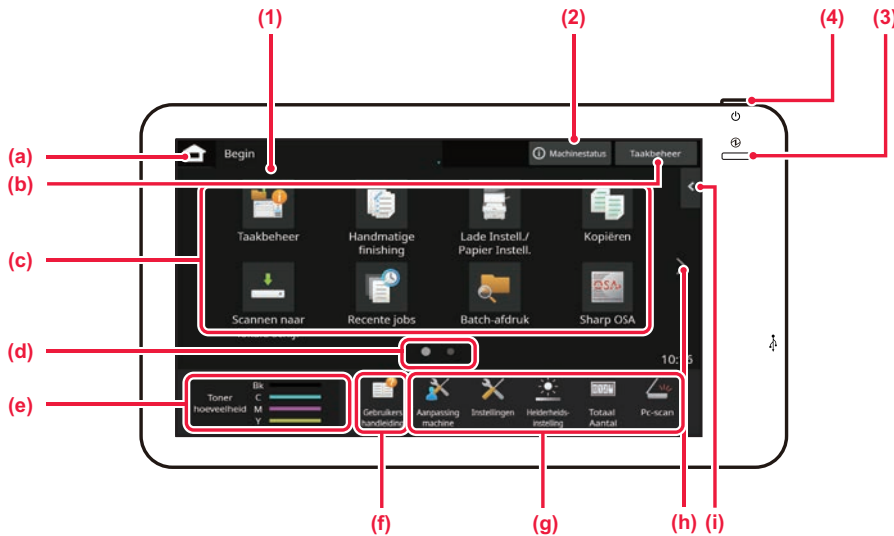 (1)
(2)
(4)
(3)
(a)
Begin
Machinestatus
Taakbeheer
(b)
(i)
Taakbeheer
Handmatige
finishing
Lade Instell./
Papier Instell.
Kopiëren
(c)
OSA
Scannen naar
Recente jobs
Batch-afdruk
Sharp OSA
(d)
(e)
Toner
hoeveelheid
Bk
C
M
Y
Gebruikers
handleiding
Aanpassing
machine
Instellingen
Helderheids-
instelling
Totaal
Aantal
Pc-scan
(f)
(g)
(h)